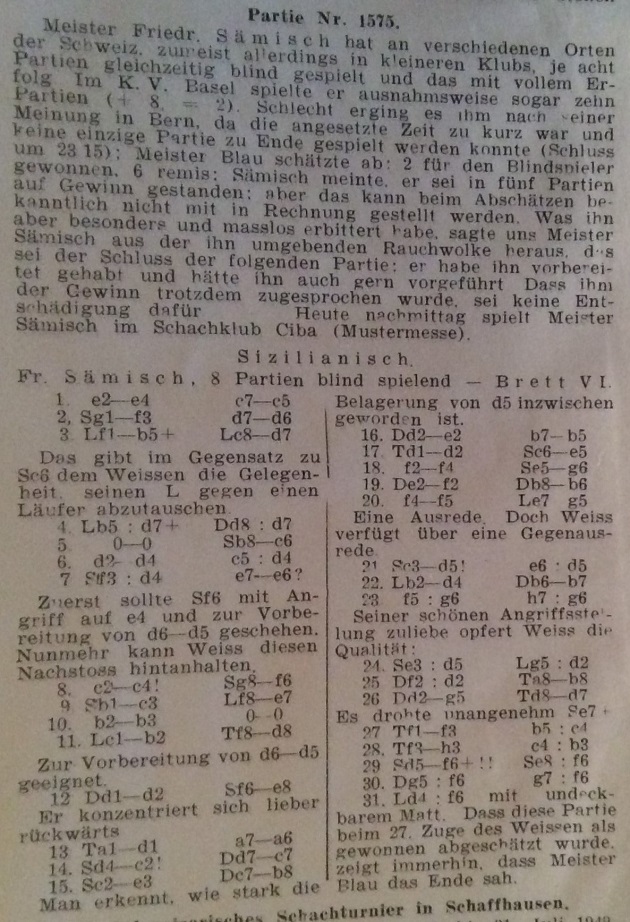 Partie Nr. 1575.
Meister Friedr. Sämisch hat an verschiedenen Orten
der Schweiz, zumeist allerdings in kleineren Klubs, je acht
Partien gleichzeitig blind gespielt und das mit vollem Er-
folg Im K. V. Basel spielte er ausnahmsweise sogar zehn
Partien (+ 8, = 2). Schlecht erging es ihm nach seiner
Meinung in Bern, da die angesetzte Zeit zu kurz war und
keine einzige Partie zu Ende gespielt werden konnte (Schluss
um 23 15); Meister Blau schätzte ab: 2 für den Blindspieler
gewonnen, 6 remis; Sämisch meinte, er sei in fünf Partien
auf Gewinn gestanden; aber das kann beim Abschätzen be-
kanntlich nicht mit in Rechnung gestellt werden. Was ihn
aber besonders und masslos erbittert habe, sagte uns Meister
Sämisch aus der ihn umgebenden Rauchwolke heraus, das
sei der Schluss der folgenden Partie; er habe ihn vorberei-
tet gehabt und hätte ihn auch gern vorgeführt Dass ihm
der Gewinn trotzdem zugesprochen wurde, sei keine Ent-
schädigung dafür Heute nachmittag spielt Meister
Sämisch im Schachklub Ciba (Mustermesse).
Sizilianisch.
Fr. Sämisch, 8 Partien blind spielend — Brett VI.
1. e2—e4 c7—c5
2, Sg1—f3 d7—d6
3 Lf1—b5+ Lc8—d7
Das gibt im Gegensatz zu
Sc6 dem Weissen die Gelegen-
heit, seinen L gegen einen
Läufer abzutauschen.
4. Lb5 : d7+ Dd8 : d7
5. 0—0 Sb8—c6
6. d2—d4 c5 : d4
7 Sf3 : d4 e7—e6?
Zuerst sollte Sf6 mit An-
griff auf e4 und zur Vorbe-
reitung von d6—d5 geschehen.
Nunmehr kann Weiss diesen
Nachstoss hintanhalten.
8. c2—c4! Sg8—f6
9 Sb1—c3 Lf8—e7
10. b2—b3 0—0
11. Lc1—b2 Tf8—d8
Zur Vorbereitung von d6—d5
geeignet.
12 Dd1—d2 Sf6—e8
Er konzentriert sich lieber
rückwärts
13 Ta1—d1 a7—a6
14. Sd4—c2! Dd7—c7
15. Sc2—e3 Dc7—b8
Man erkennt, wie stark die
Belagerung von d5 inzwischen
geworden ist.
16. Dd2—e2 b7—b5
17. Td1—d2 Sc6—e5
18. f2—f4 Se5—g6
19. De2—f2 Db8—b6
20. f4—f5 Le7 g5
Eine Ausrede. Doch Weiss
verfügt über eine Gegenaus-
rede.
21 Sc3—d5! e6 : d5
22. Lb2—d4 Db6—b7
23 f5 : g6 h7 : g6
Seiner schönen Angriffsstel-
lung zuliebe opfert Weiss die
Qualität:
24. Se3 : d5 Lg5 : d2
25 Df2 : d2 Ta8—b8
26 Dd2—g5 Td8—d7
Es drohte unangenehm Se7+
27 Tf1—f3 b5 : c4
28. Tf3—h3 c4 : b3
29 Sd5—f6+!! Se8 : f6
30. Dg5 : f6 g7 : f6
31. Ld4 : f6 mit undeck-
barem Matt. Dass diese Partie
beim 27. Zuge des Weissen als
gewonnen abgeschätzt wurde,
zeigt immerhin, dass Meister
Blau das Ende sah.
Schachturnier in Schaffhausen.